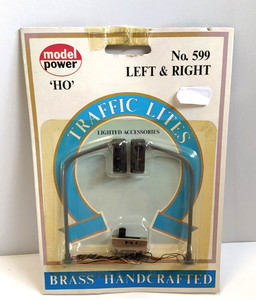 model
power
'HO'
No. 599
LEFT & RIGHT
TRAFFIC LITES
LIGHTED ACCESSORIES
BRASS HANDCRAFTED